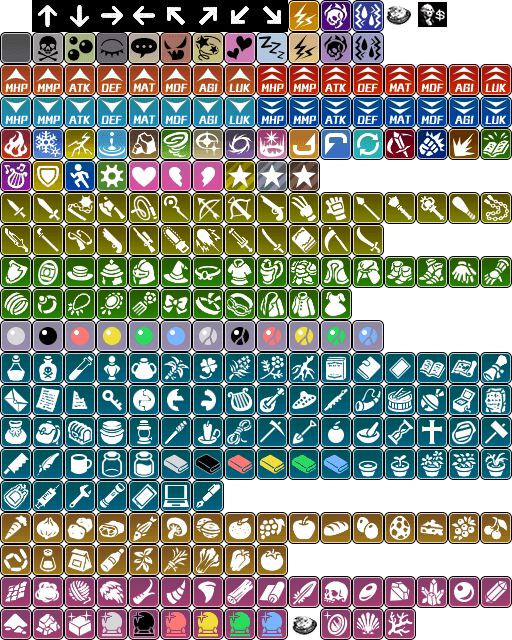 $
zzz
MHP MMP ATK DEF MAT MDF AGI LUK MHP MMP ATK DEF MAT MDF AGI LUK
MHP MMP ATK DEF MAT MDF AGI LUK MHP MMP ATK DEF MAT MDF AGI LUK